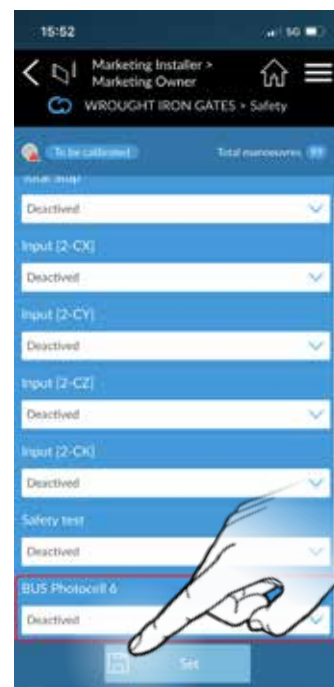 15:52
5G
Marketing Installer >
Marketing Owner
WROUGHT IRON GATES > Safety
To be calibrated
Total manoeuvres
Total stop
Deactived
Input [2-CX]
Deactived
Input [2-CY]
Deactived
Input [2-CZ]
Deactived
Input [2-CK]
Deactived
Safety test
Deactived
BUS Photocell 6
Deactived
Set